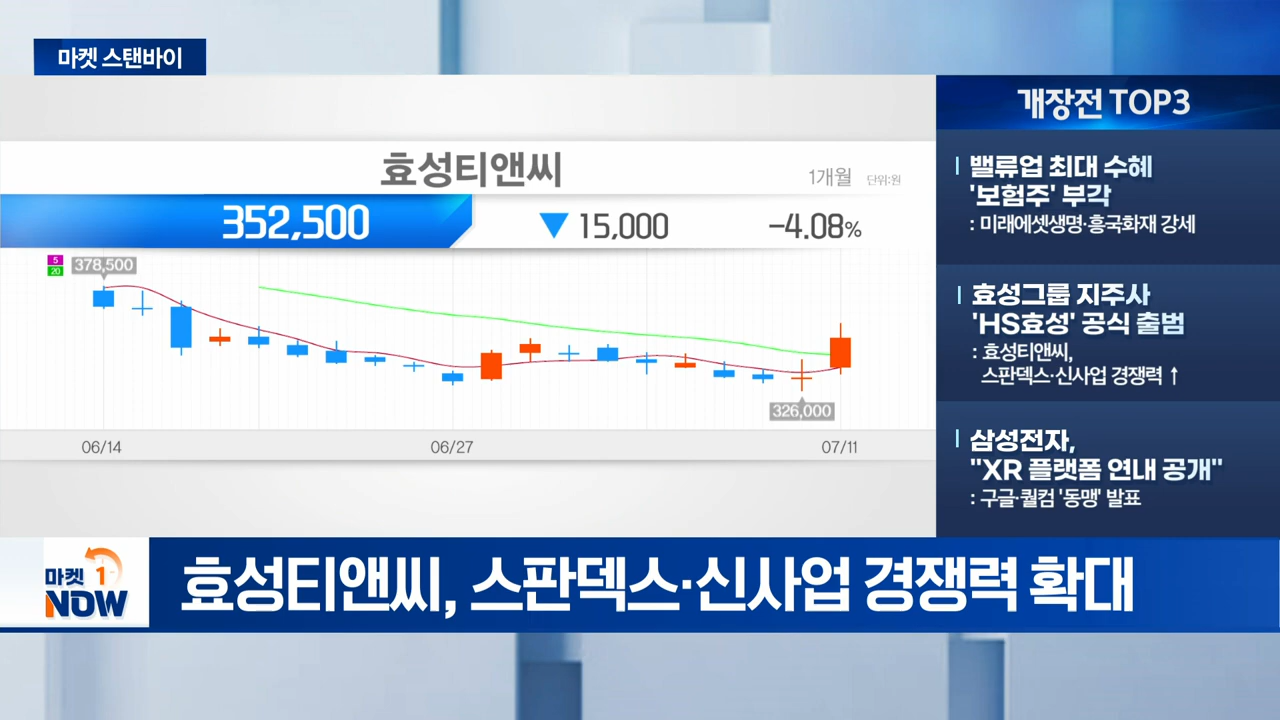 마켓 스탠바이
효성티앤씨
1개월 단위:원
352,500 ▼ 15,000 -4.08%
5
20
378,500
326,000
06/14 06/27 07/11
개장전 TOP3
밸류업 최대 수혜
'보험주' 부각
: 미래에셋생명·흥국화재 강세
효성그룹 지주사
'HS효성' 공식 출범
: 효성티앤씨,
스판덱스·신사업 경쟁력 ↑
삼성전자,
"XR 플랫폼 연내 공개"
: 구글·퀄컴 '동맹' 발표
마켓 1
NOW
효성티앤씨, 스판덱스·신사업 경쟁력 확대